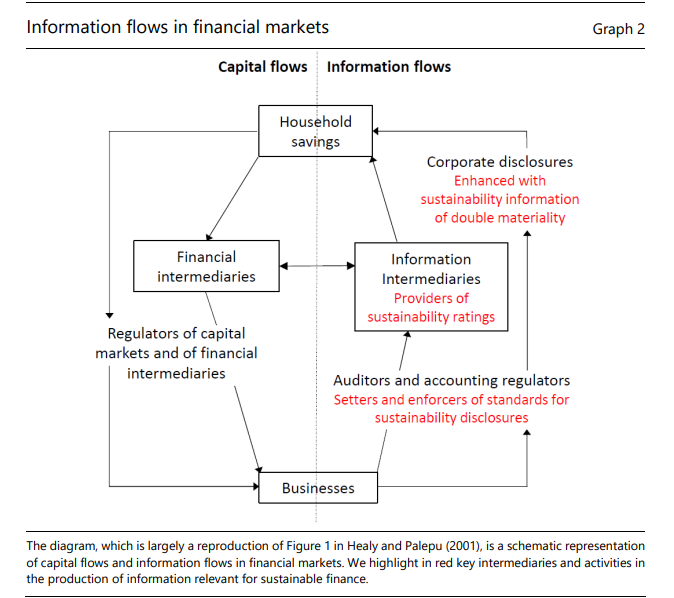 Information flows in financial markets
Graph 2
Capital flows
Information flows
Household
savings
Corporate disclosures
Enhanced with
sustainability information
of double materiality
Financial
intermediaries
Information
Intermediaries
Providers of
sustainability ratings
Regulators of capital
markets and of financial
intermediaries
Auditors and accounting regulators
Setters and enforcers of standards for
sustainability disclosures
Businesses
The diagram, which is largely a reproduction of Figure 1 in Healy and Palepu (2001), is a schematic representation
of capital flows and information flows in financial markets. We highlight in red key intermediaries and activities in
the production of information relevant for sustainable finance.